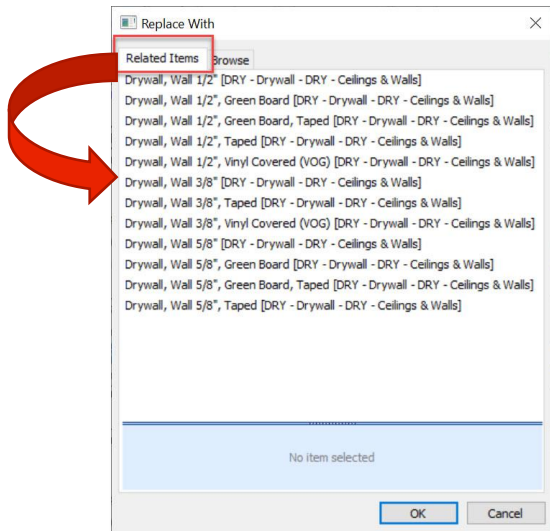 Replace With
Related Items
Browse
Drywall, Wall 1/2" [DRY - Drywall - DRY - Ceilings & Walls]
Drywall, Wall 1/2", Green Board [DRY - Drywall - DRY - Ceilings & Walls]
Drywall, Wall 1/2", Green Board, Taped [DRY - Drywall - DRY - Ceilings & Walls]
Drywall, Wall 1/2", Taped [DRY - Drywall - DRY - Ceilings & Walls]
Drywall, Wall 1/2", Vinyl Covered (VOG) [DRY - Drywall - DRY - Ceilings & Walls]
Drywall, Wall 3/8" [DRY - Drywall - DRY - Ceilings & Walls]
Drywall, Wall 3/8", Taped [DRY - Drywall - DRY - Ceilings & Walls]
Drywall, Wall 3/8", Vinyl Covered (VOG) [DRY - Drywall - DRY - Ceilings & Walls]
Drywall, Wall 5/8" [DRY - Drywall - DRY - Ceilings & Walls]
Drywall, Wall 5/8", Green Board [DRY - Drywall - DRY - Ceilings & Walls]
Drywall, Wall 5/8", Green Board, Taped [DRY - Drywall - DRY - Ceilings & Walls]
Drywall, Wall 5/8", Taped [DRY - Drywall - DRY - Ceilings & Walls]
No item selected
OK
Cancel